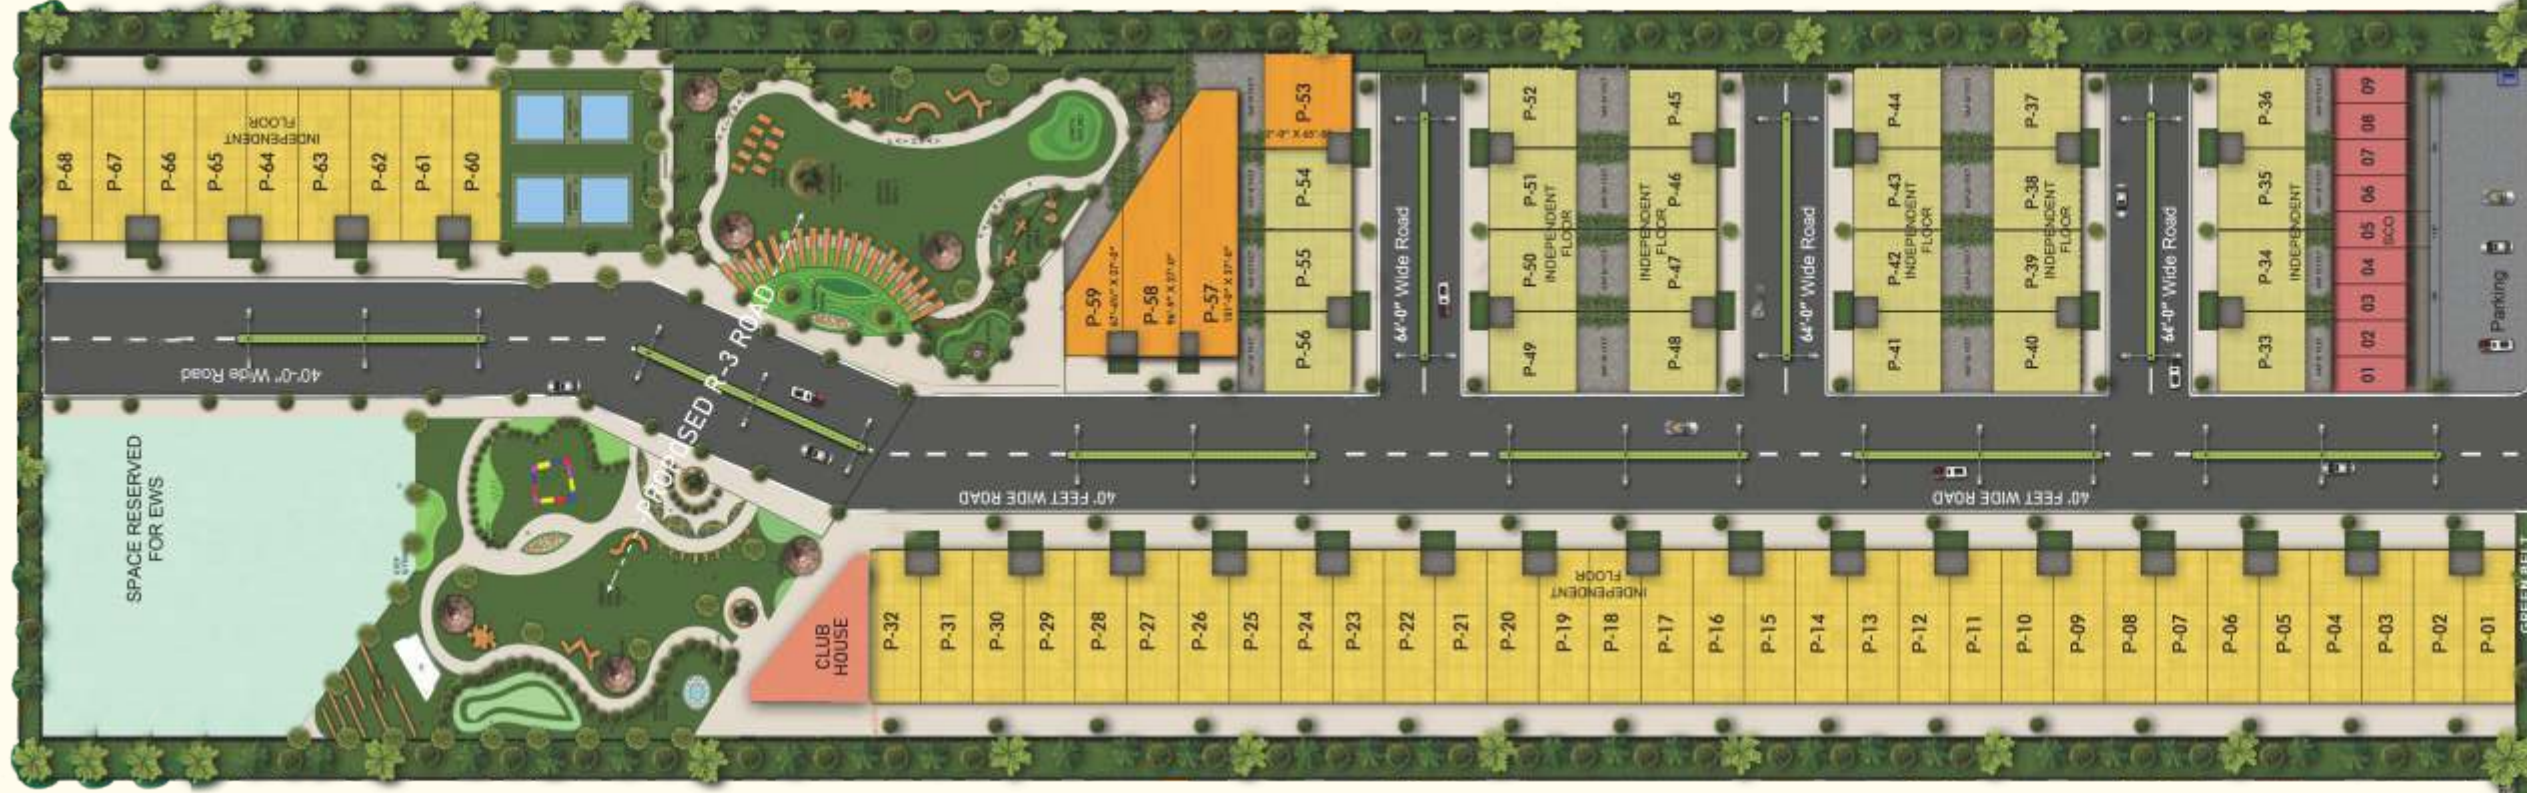 P-68
P-67
P-66
P-65
P-64
P-63
P-62
P-61
P-60
INDEPENDENT
FLOOR
40'-0" Wide Road
PROPOSED R-3 ROAD
SPACE RESERVED
FOR EWS
P-59
P-58
P-57
P-53
P-54
P-55
P-56
64'-0" Wide Road
P-52
P-51
P-50
P-49
INDEPENDENT
FLOOR
P-45
P-46
P-47
P-48
INDEPENDENT
FLOOR
64'-0" Wide Road
P-44
P-43
P-42
P-41
INDEPENDENT
FLOOR
P-37
P-38
P-39
P-40
INDEPENDENT
FLOOR
64'-0" Wide Road
P-36
P-35
P-34
P-33
INDEPENDENT
09
08
07
06
05
04
03
02
01
SCO
Parking
40' FEET WIDE ROAD
40' FEET WIDE ROAD
CLUB
HOUSE
P-32
P-31
P-30
P-29
P-28
P-27
P-26
P-25
P-24
P-23
P-22
P-21
P-20
P-19
P-18
P-17
P-16
P-15
P-14
P-13
P-12
P-11
P-10
P-09
P-08
P-07
P-06
P-05
P-04
P-03
P-02
P-01
INDEPENDENT
FLOOR
GREEN BELT